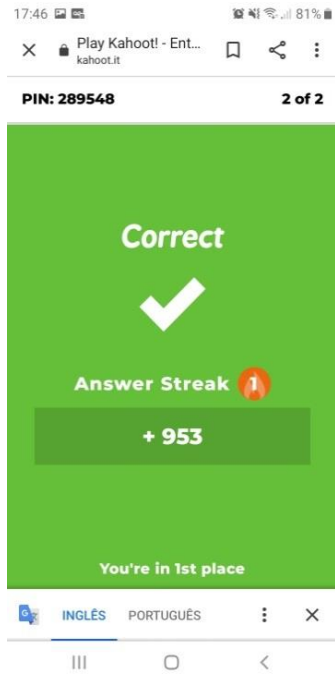 17:46 81%
Play Kahoot! - Ent...
kahoot.it
PIN: 289548 2 of 2
Correct
Answer Streak 1
+ 953
You're in 1st place
INGLÊS PORTUGUÊS